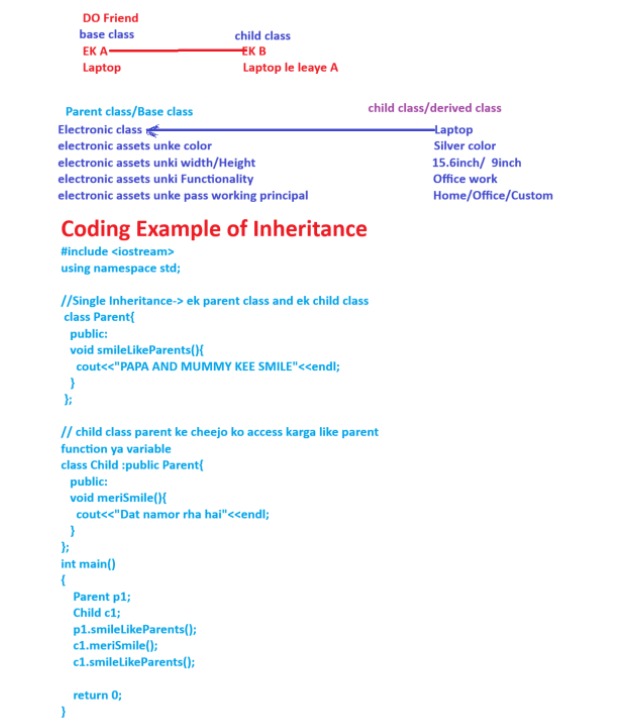 DO Friend
base class
child class
EK A
EK B
Laptop
Laptop le leaye A
Parent class/Base class
child class/derived class
Electronic class
Laptop
electronic assets unke color
Silver color
electronic assets unki width/Height
15.6inch/ 9inch
electronic assets unki Functionality
Office work
electronic assets unke pass working principal
Home/Office/Custom
Coding Example of Inheritance
#include <iostream>
using namespace std;
//Single Inheritance-> ek parent class and ek child class
class Parent{
public:
void smileLikeParents(){
cout<<"PAPA AND MUMMY KEE SMILE"<<endl;
}
};
// child class parent ke cheejo ko access karga like parent
function ya variable
class Child :public Parent{
public:
void meriSmile(){
cout<<"Dat namor rha hai"<<endl;
}
};
int main()
{
Parent p1;
Child c1;
p1.smileLikeParents();
c1.meriSmile();
c1.smileLikeParents();
return 0;
}